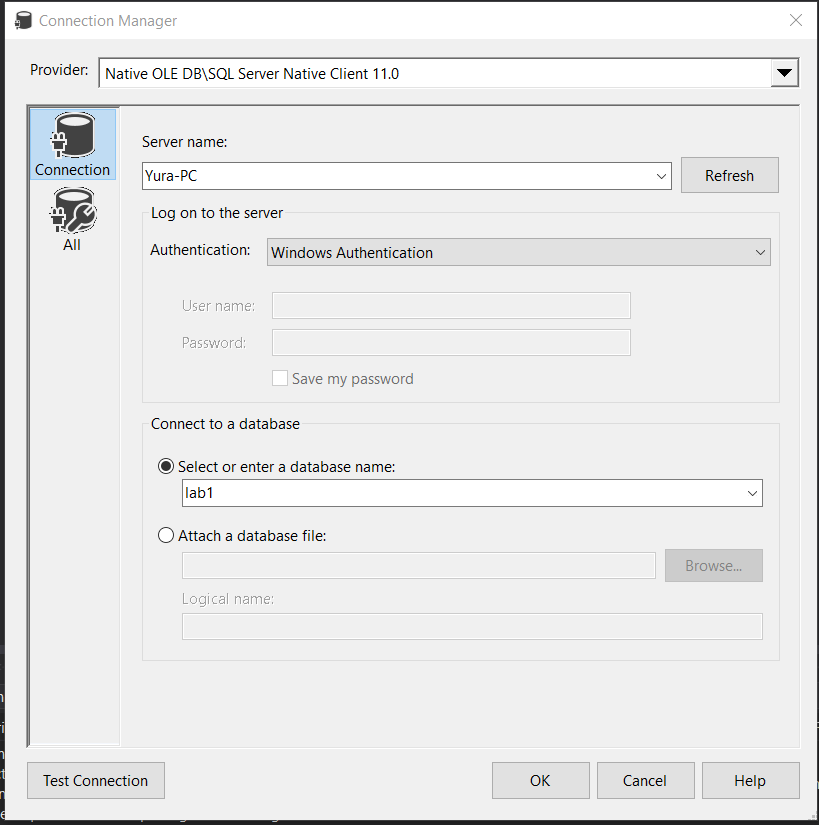 Connection Manager
Provider: Native OLE DB\SQL Server Native Client 11.0
Connection
All
Server name:
Yura-PC Refresh
Log on to the server
Authentication: Windows Authentication
User name:
Password:
Save my password
Connect to a database
Select or enter a database name:
lab1
Attach a database file:
Browse...
Logical name:
Test Connection OK Cancel Help